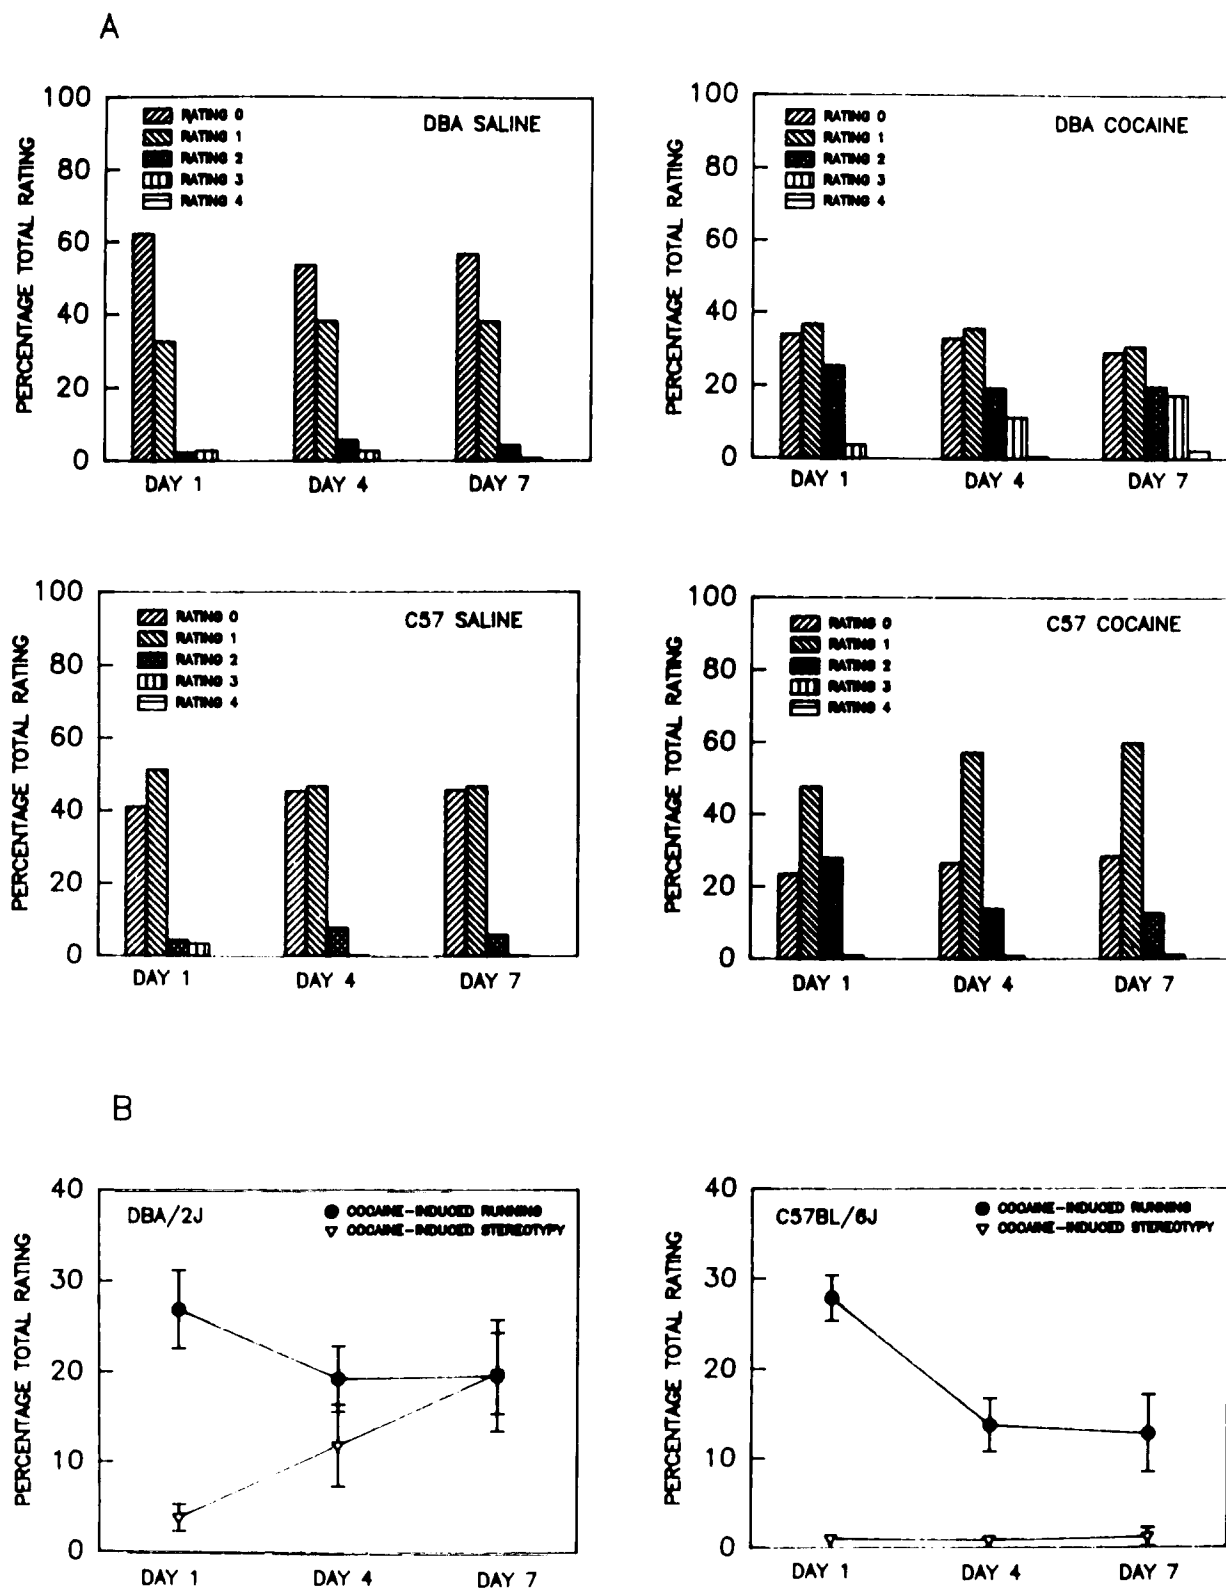 A
DBA SALINE
RATING 0
RATING 1
RATING 2
RATING 3
RATING 4
PERCENTAGE TOTAL RATING
100
80
60
40
20
0
DAY 1
DAY 4
DAY 7
DBA COCAINE
RATING 0
RATING 1
RATING 2
RATING 3
RATING 4
PERCENTAGE TOTAL RATING
100
80
60
40
20
0
DAY 1
DAY 4
DAY 7
C57 SALINE
RATING 0
RATING 1
RATING 2
RATING 3
RATING 4
PERCENTAGE TOTAL RATING
100
80
60
40
20
0
DAY 1
DAY 4
DAY 7
C57 COCAINE
RATING 0
RATING 1
RATING 2
RATING 3
RATING 4
PERCENTAGE TOTAL RATING
100
80
60
40
20
0
DAY 1
DAY 4
DAY 7
B
DBA/2J
COCAINE-INDUCED RUNNING
COCAINE-INDUCED STEREOTYPY
PERCENTAGE TOTAL RATING
40
30
20
10
0
DAY 1
DAY 4
DAY 7
C57BL/6J
COCAINE-INDUCED RUNNING
COCAINE-INDUCED STEREOTYPY
PERCENTAGE TOTAL RATING
40
30
20
10
0
DAY 1
DAY 4
DAY 7